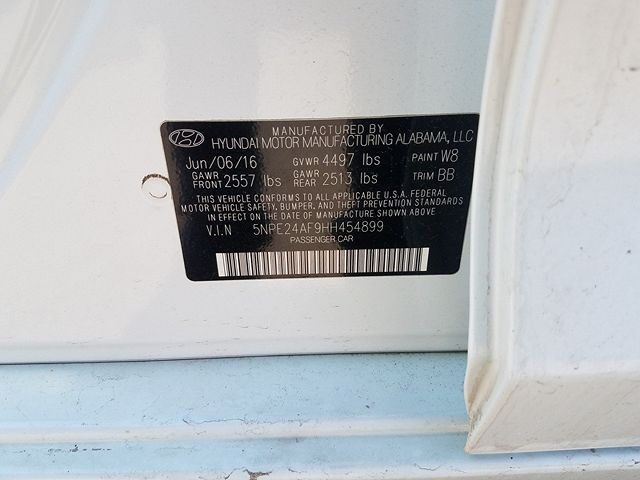 MANUFACTURED BY
HYUNDAI MOTOR MANUFACTURING ALABAMA, LLC
Jun/06/16 GVWR 4497 lbs PAINT W8
GAWR FRONT 2557 lbs GAWR REAR 2513 lbs TRIM BB
THIS VEHICLE CONFORMS TO ALL APPLICABLE U.S.A. FEDERAL
MOTOR VEHICLE SAFETY, BUMPER, AND THEFT PREVENTION STANDARDS
IN EFFECT ON THE DATE OF MANUFACTURE SHOWN ABOVE.
V.I.N 5NPE24AF9HH454899
PASSENGER CAR